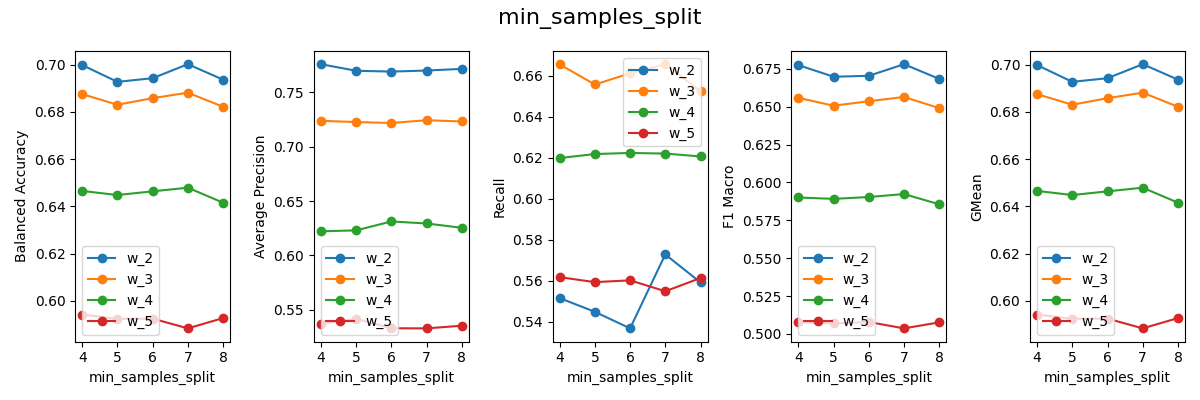 min_samples_split
Balanced Accuracy
0.70
0.68
0.66
0.64
0.62
0.60
w_2
w_3
w_4
w_5
4 5 6 7 8
min_samples_split
Average Precision
0.75
0.70
0.65
0.60
0.55
w_2
w_3
w_4
w_5
4 5 6 7 8
min_samples_split
Recall
0.66
0.64
0.62
0.60
0.58
0.56
0.54
w_2
w_3
w_4
w_5
4 5 6 7 8
min_samples_split
F1 Macro
0.675
0.650
0.625
0.600
0.575
0.550
0.525
0.500
w_2
w_3
w_4
w_5
4 5 6 7 8
min_samples_split
GMean
0.70
0.68
0.66
0.64
0.62
0.60
w_2
w_3
w_4
w_5
4 5 6 7 8
min_samples_split